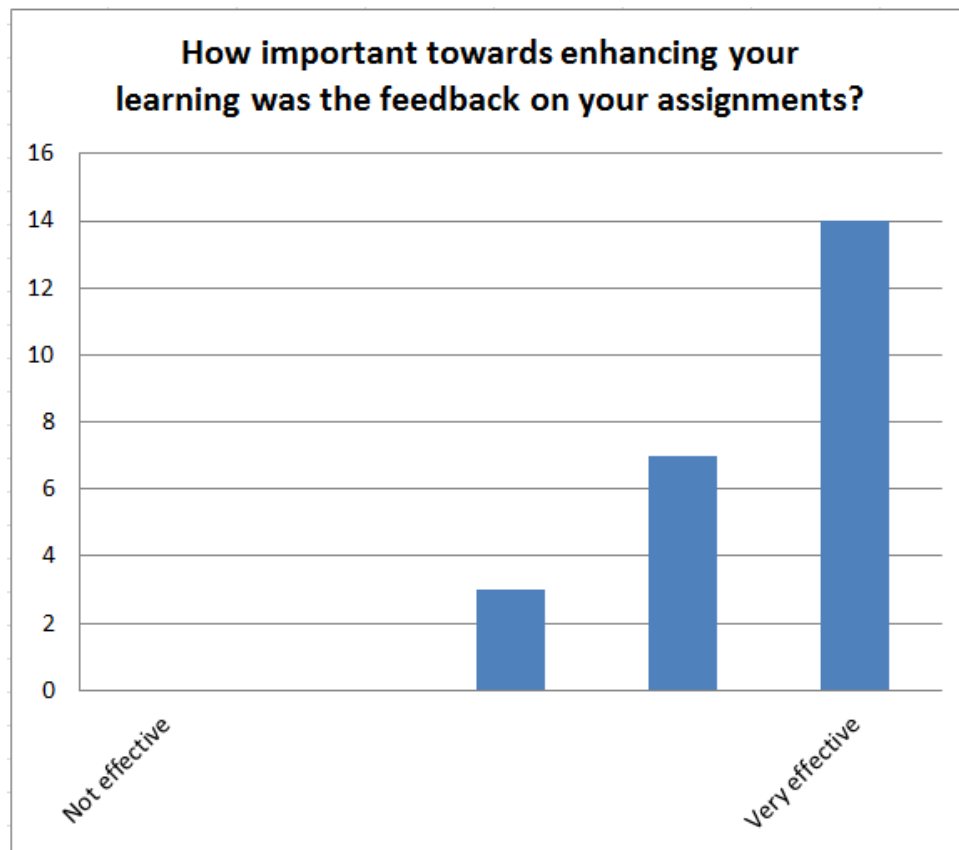 How important towards enhancing your
learning was the feedback on your assignments?
16
14
12
10
8
6
4
2
0
Not effective
Very effective